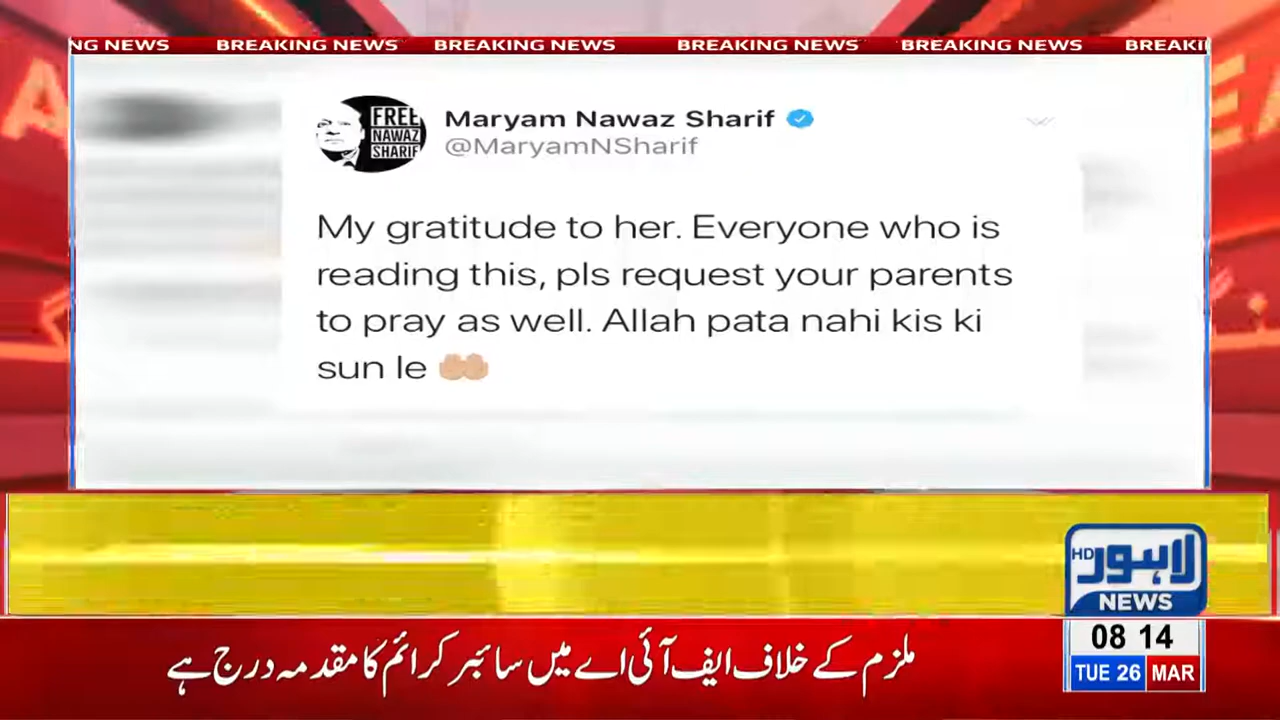 NG NEWS BREAKING NEWS BREAKING NEWS BREAKING NEWS BREAKING NEWS BREAKI
FREE
NAWAZ
SHARIF
Maryam Nawaz Sharif
@MaryamNSharif
My gratitude to her. Everyone who is
reading this, pls request your parents
to pray as well. Allah pata nahi kis ki
sun le 🤲🏼
HD لاہور
NEWS
08 14
TUE 26 MAR
ملزم کے خلاف ایف آئی اے میں سائبر کرائم کا مقدمہ درج ہے